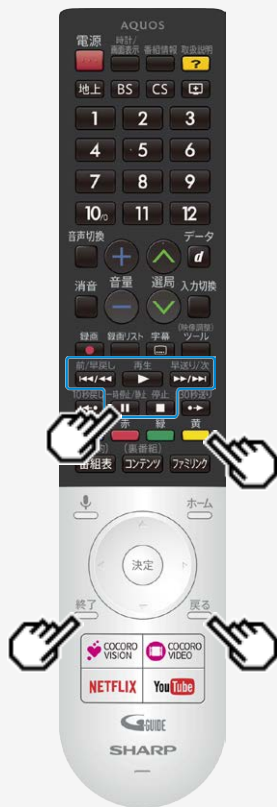 AQUOS
電源 時計/画面表示 番組情報 取扱説明
?
地上 BS CS
1 2 3
4 5 6
7 8 9
10/0 11 12
音声切換 データ
+ d
消音 音量 選局 入力切換
(映像調整)
録画 録画リスト 字幕 ツール
前/早戻し 再生 早送り/次
10秒戻し 一時停止/静止 停止 30秒送り
赤 緑 黄
(裏番組)
番組表 コンテンツ ファミリンク
ホーム
決定
終了 戻る
COCORO VISION COCORO VIDEO
NETFLIX YouTube
G GUIDE
SHARP